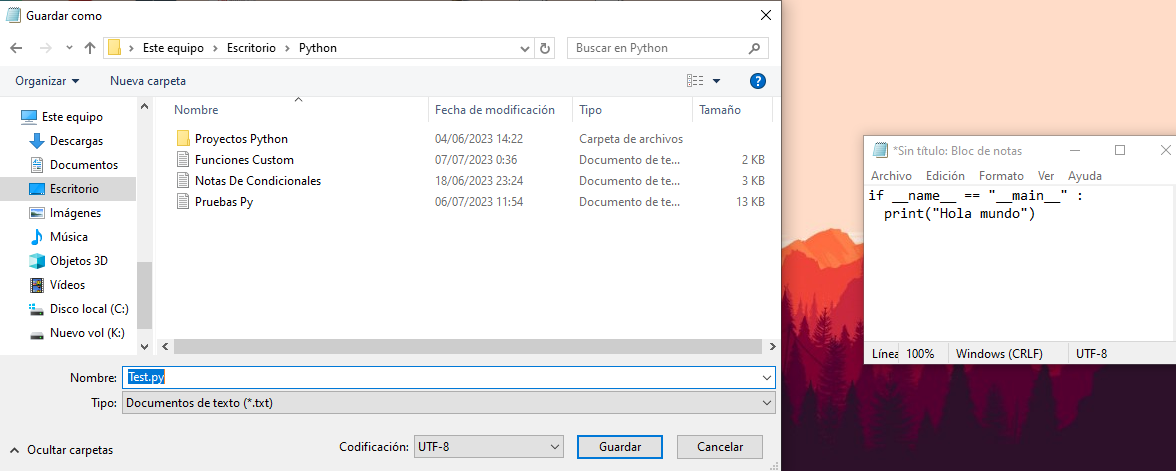 Guardar como
Este equipo > Escritorio > Python
Buscar en Python
Organizar
Nueva carpeta
?
Nombre Fecha de modificación Tipo Tamaño
Este equipo
Descargas
Documentos
Escritorio
Imágenes
Música
Objetos 3D
Vídeos
Disco local (C:)
Nuevo vol (K:)
Proyectos Python 04/06/2023 14:22 Carpeta de archivos
Funciones Custom 07/07/2023 0:36 Documento de te... 2 KB
Notas De Condicionales 18/06/2023 23:24 Documento de te... 3 KB
Pruebas Py 06/07/2023 11:54 Documento de te... 13 KB
Nombre: Test.py
Tipo: Documentos de texto (*.txt)
Ocultar carpetas
Codificación: UTF-8
Guardar
Cancelar
*Sin título: Bloc de notas
Archivo Edición Formato Ver Ayuda
if __name__ == "__main__" :
  print("Hola mundo")
Línea 100% Windows (CRLF) UTF-8